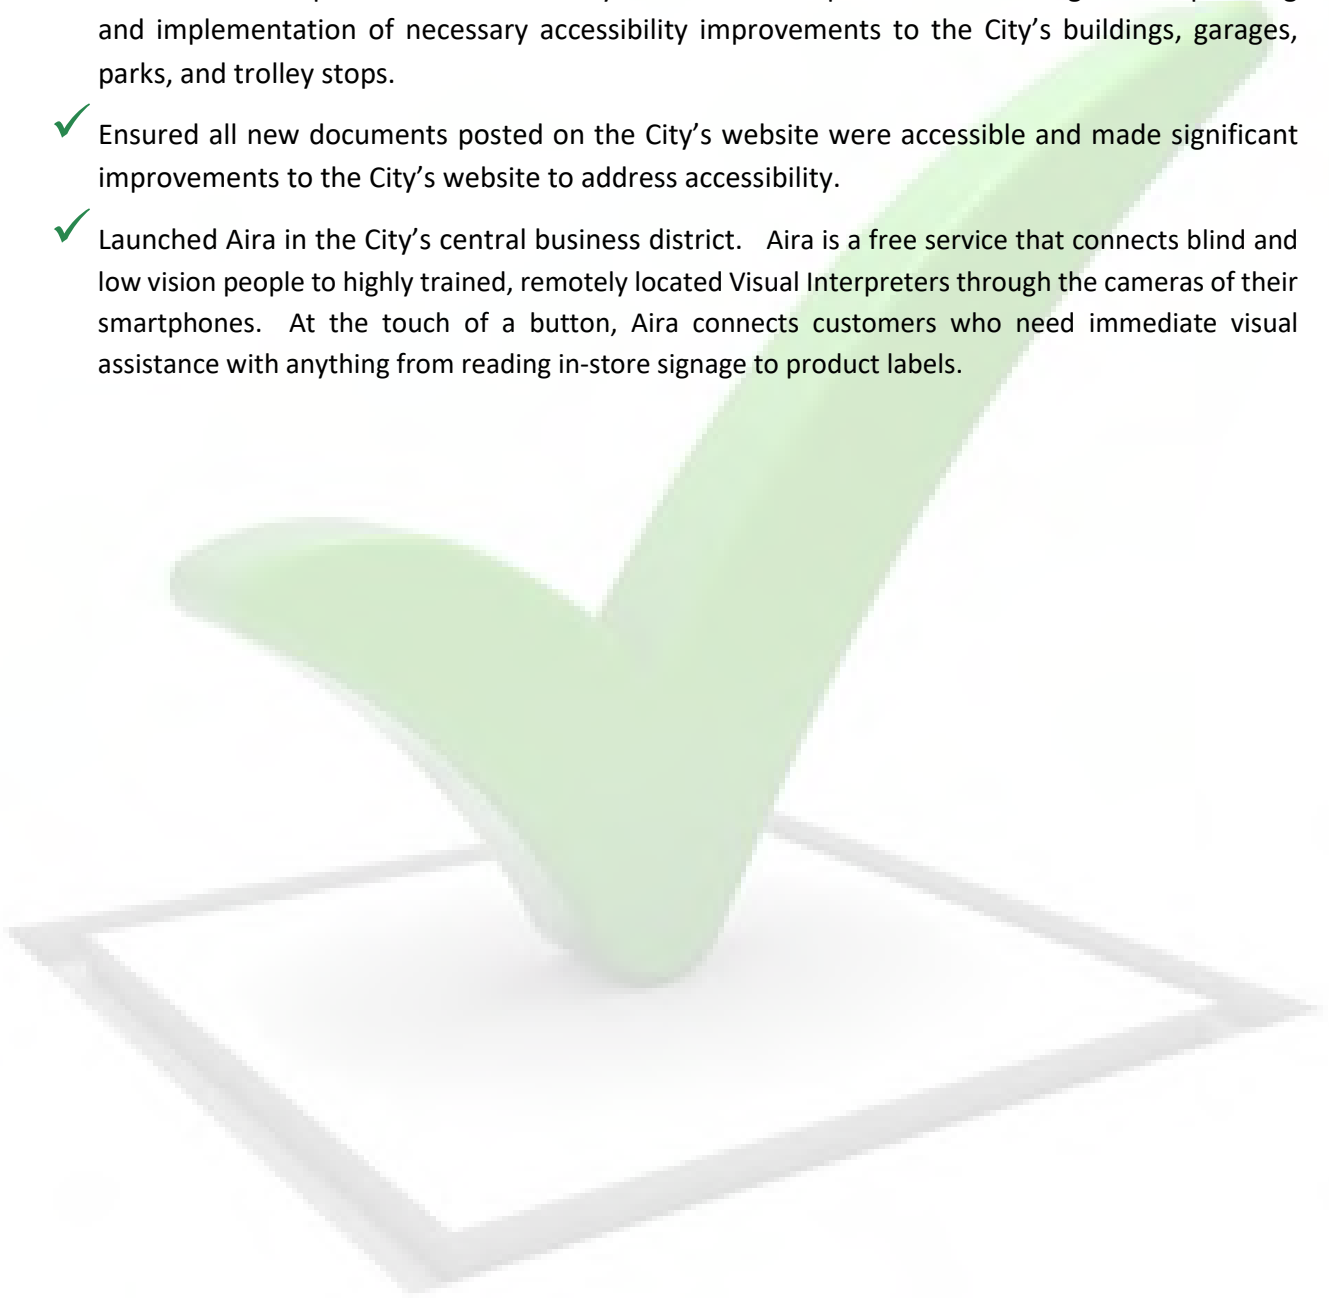 and implementation of necessary accessibility improvements to the City’s buildings, garages,
parks, and trolley stops.
✓ Ensured all new documents posted on the City’s website were accessible and made significant
improvements to the City’s website to address accessibility.
✓ Launched Aira in the City’s central business district. Aira is a free service that connects blind and
low vision people to highly trained, remotely located Visual Interpreters through the cameras of their
smartphones. At the touch of a button, Aira connects customers who need immediate visual
assistance with anything from reading in-store signage to product labels.